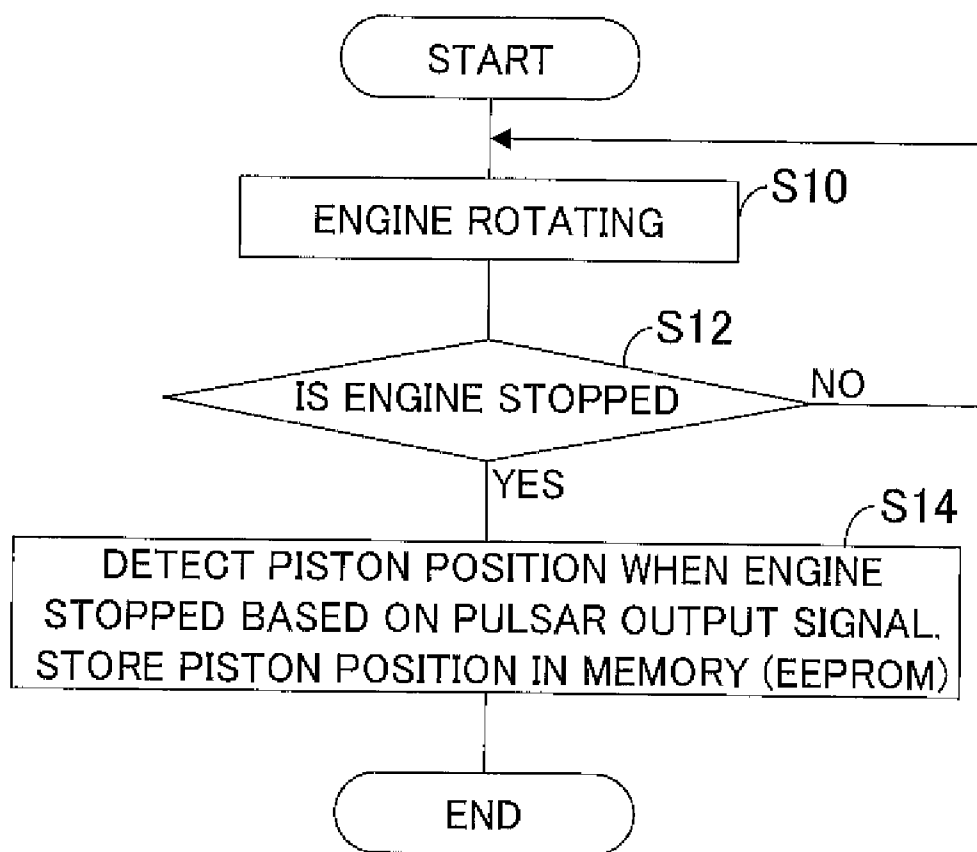 START
S10
ENGINE ROTATING
S12
IS ENGINE STOPPED
NO
YES
S14
DETECT PISTON POSITION WHEN ENGINE
STOPPED BASED ON PULSAR OUTPUT SIGNAL,
STORE PISTON POSITION IN MEMORY (EEPROM)
END